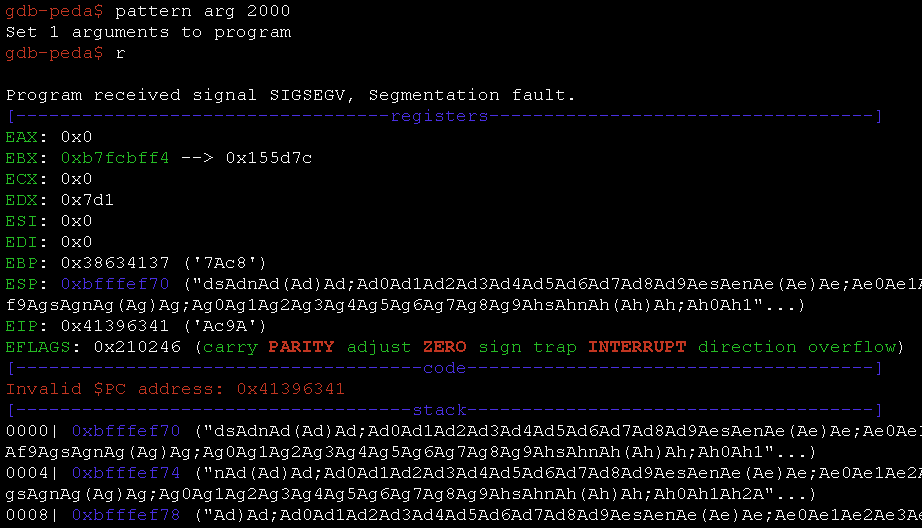 gdb-peda$ pattern arg 2000
Set 1 arguments to program
gdb-peda$ r
Program received signal SIGSEGV, Segmentation fault.
[----------------------------------registers-----------------------------------]
EAX: 0x0
EBX: 0xb7fcbff4 --> 0x155d7c
ECX: 0x0
EDX: 0x7d1
ESI: 0x0
EDI: 0x0
EBP: 0x38634137 ('7Ac8')
ESP: 0xbfffef70 ("dsAdnAd(Ad)Ad;Ad0Ad1Ad2Ad3Ad4Ad5Ad6Ad7Ad8Ad9AesAenAe(Ae)Ae;Ae0Ae1A
f9AgsAgnAg(Ag)Ag;Ag0Ag1Ag2Ag3Ag4Ag5Ag6Ag7Ag8Ag9AhsAhnAh(Ah)Ah;Ah0Ah1"...)
EIP: 0x41396341 ('Ac9A')
EFLAGS: 0x210246 (carry PARITY adjust ZERO sign trap INTERRUPT direction overflow)
[-------------------------------------code-------------------------------------]
Invalid $PC address: 0x41396341
[------------------------------------stack-------------------------------------]
0000| 0xbfffef70 ("dsAdnAd(Ad)Ad;Ad0Ad1Ad2Ad3Ad4Ad5Ad6Ad7Ad8Ad9AesAenAe(Ae)Ae;Ae0Ae
Af9AgsAgnAg(Ag)Ag;Ag0Ag1Ag2Ag3Ag4Ag5Ag6Ag7Ag8Ag9AhsAhnAh(Ah)Ah;Ah0Ah1"...)
0004| 0xbfffef74 ("nAd(Ad)Ad;Ad0Ad1Ad2Ad3Ad4Ad5Ad6Ad7Ad8Ad9AesAenAe(Ae)Ae;Ae0Ae1Ae2A
gsAgnAg(Ag)Ag;Ag0Ag1Ag2Ag3Ag4Ag5Ag6Ag7Ag8Ag9AhsAhnAh(Ah)Ah;Ah0Ah1Ah2A"...)
0008| 0xbfffef78 ("Ad)Ad;Ad0Ad1Ad2Ad3Ad4Ad5Ad6Ad7Ad8Ad9AesAenAe(Ae)Ae;Ae0Ae1Ae2Ae3Ae